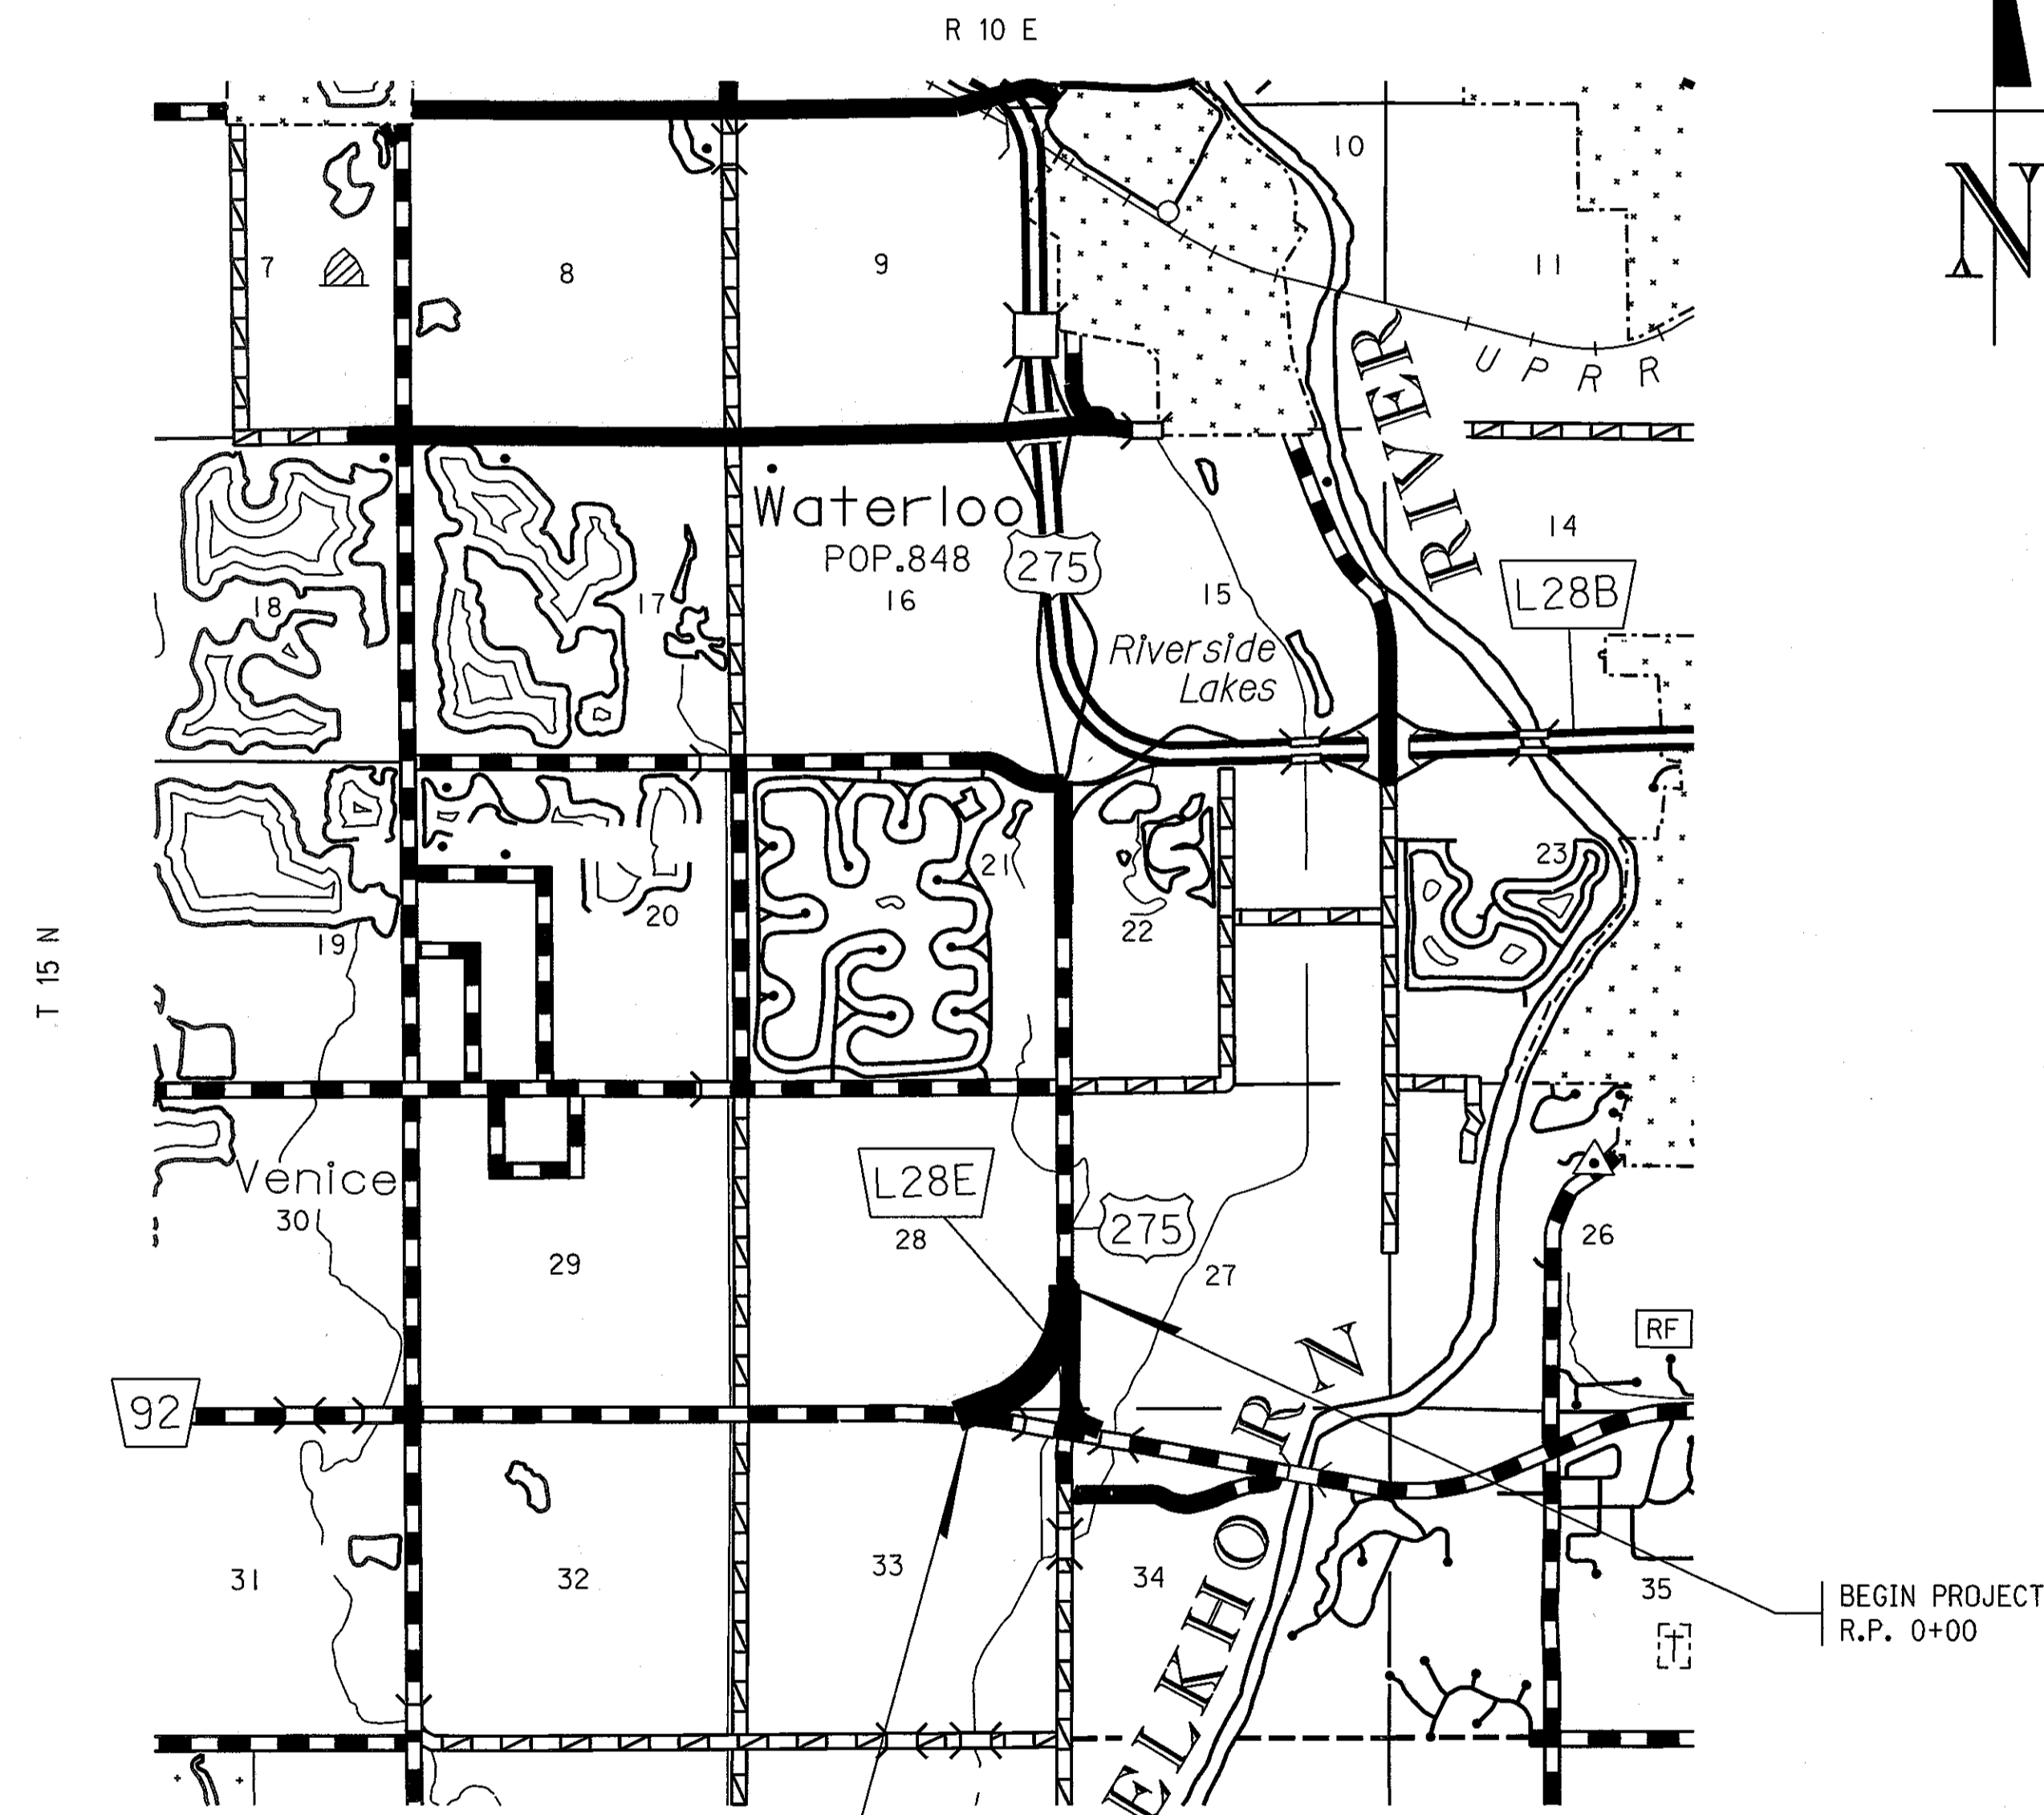 R 10 E
N
10
7
8
9
11
RIVER
U P R R
Waterloo
POP.848
275
14
L28B
18
17
16
15
Riverside
Lakes
23
21
20
22
19
T 15 N
Venice
30
L28E
28
275
29
27
26
RF
92
ELKHORN
31
32
33
34
35
BEGIN PROJECT
R.P. 0+00